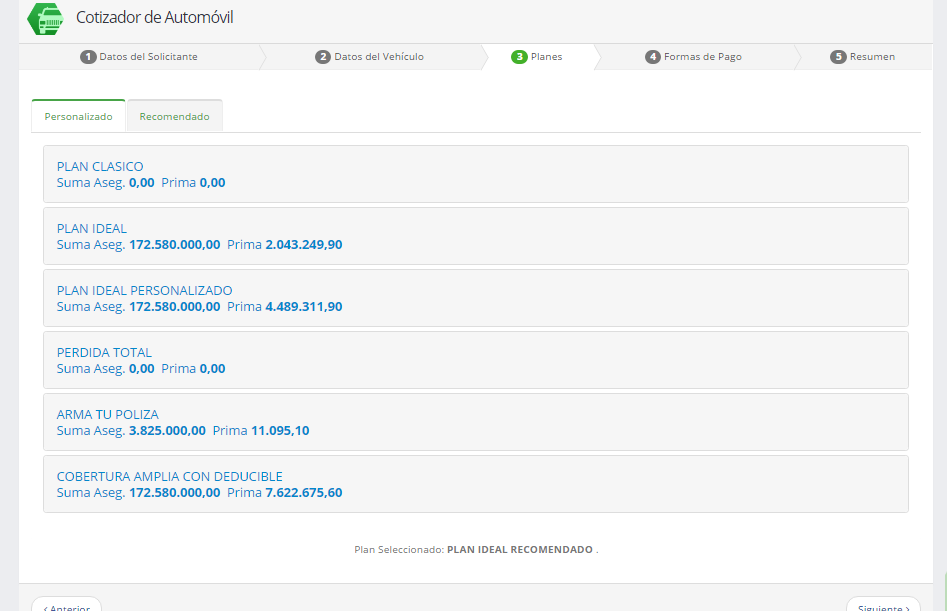 Cotizador de Automóvil
1 Datos del Solicitante 2 Datos del Vehículo 3 Planes 4 Formas de Pago 5 Resumen
Personalizado Recomendado
PLAN CLASICO
Suma Aseg. 0,00 Prima 0,00
PLAN IDEAL
Suma Aseg. 172.580.000,00 Prima 2.043.249,90
PLAN IDEAL PERSONALIZADO
Suma Aseg. 172.580.000,00 Prima 4.489.311,90
PERDIDA TOTAL
Suma Aseg. 0,00 Prima 0,00
ARMA TU POLIZA
Suma Aseg. 3.825.000,00 Prima 11.095,10
COBERTURA AMPLIA CON DEDUCIBLE
Suma Aseg. 172.580.000,00 Prima 7.622.675,60
Plan Seleccionado: PLAN IDEAL RECOMENDADO .
‹ Anterior Siguiente ›